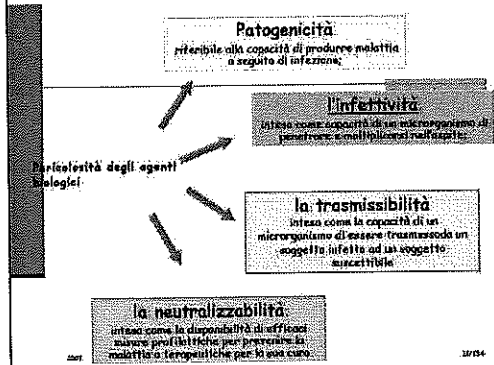 Patogenicità
riferibile alla capacità di produrre malattia
a seguito di infezione;
l'infettività
intesa come capacità di un microrganismo di
penetrare e moltiplicarsi nell'ospite;
Pericolosità degli agenti
biologici
la trasmissibilità
intesa come la capacità di un
microrganismo di essere trasmesso da un
soggetto infetto ad un soggetto
suscettibile
la neutralizzabilità
intesa come la disponibilità di efficaci
misure profilattiche per prevenire la
malattia o terapeutiche per la sua cura